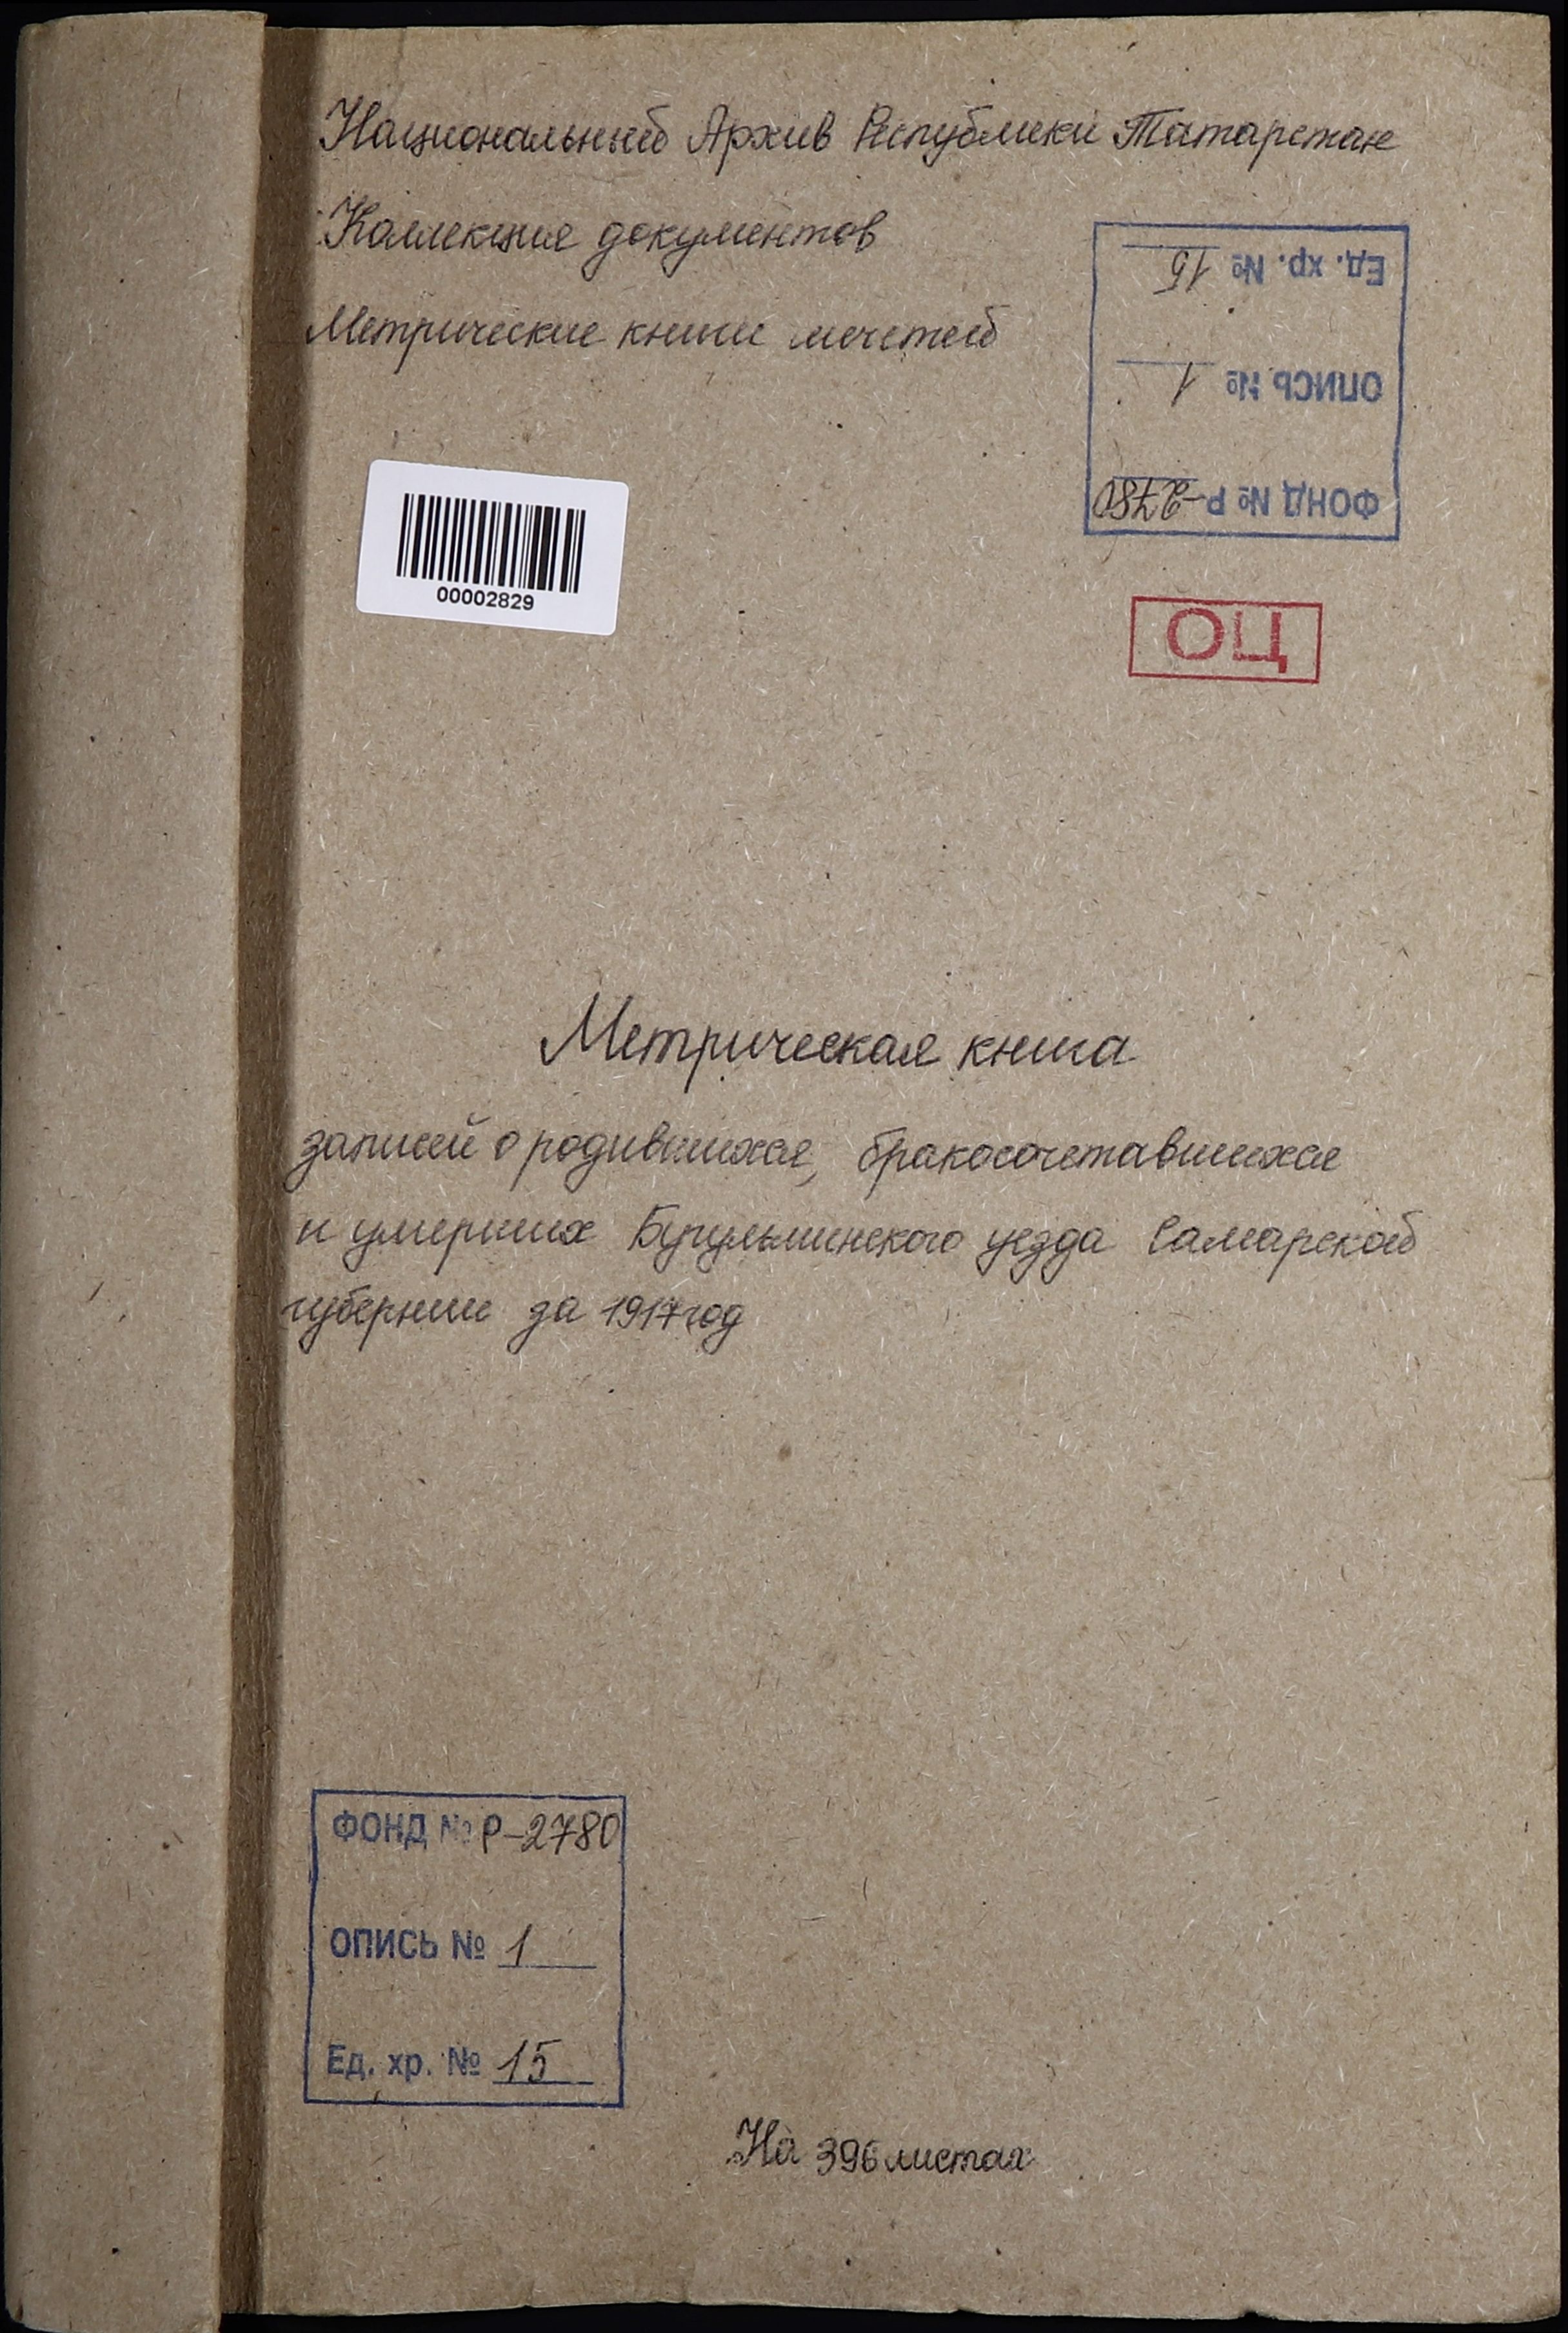 Национальный Архив Республики Татарстан
Коллекция документов
Метрические книги мечетей
Ед. хр. № 15
ОПИСЬ № 1
ФОНД № Р-2780
00002829
ОЦ
Метрическая книга
записей о родившихся, бракосочетавшихся
и умерших Бугульминского уезда Самарской
губернии за 1917 год
ФОНД № Р-2780
ОПИСЬ № 1
Ед. хр. № 15
На 396 листах